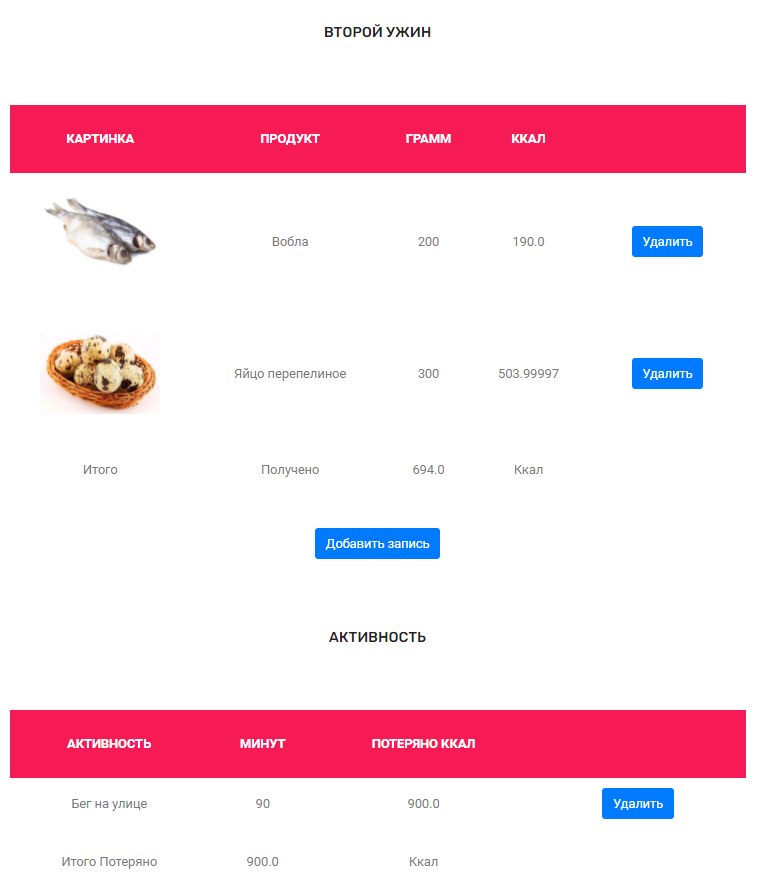 ВТОРОЙ УЖИН
КАРТИНКА ПРОДУКТ ГРАММ ККАЛ
Вобла 200 190.0 Удалить
Яйцо перепелиное 300 503.99997 Удалить
Итого Получено 694.0 Ккал
Добавить запись
АКТИВНОСТЬ
АКТИВНОСТЬ МИНУТ ПОТЕРЯНО ККАЛ
Бег на улице 90 900.0 Удалить
Итого Потеряно 900.0 Ккал